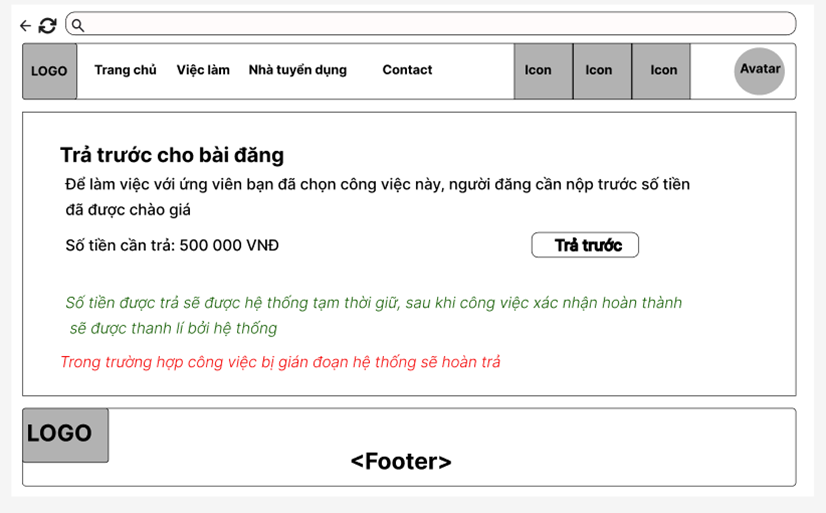 LOGO Trang chủ Việc làm Nhà tuyển dụng Contact Icon Icon Icon Avatar
Trả trước cho bài đăng
Để làm việc với ứng viên bạn đã chọn công việc này, người đăng cần nộp trước số tiền
đã được chào giá
Số tiền cần trả: 500 000 VNĐ Trả trước
Số tiền được trả sẽ được hệ thống tạm thời giữ, sau khi công việc xác nhận hoàn thành
sẽ được thanh lí bởi hệ thống
Trong trường hợp công việc bị gián đoạn hệ thống sẽ hoàn trả
LOGO
<Footer>